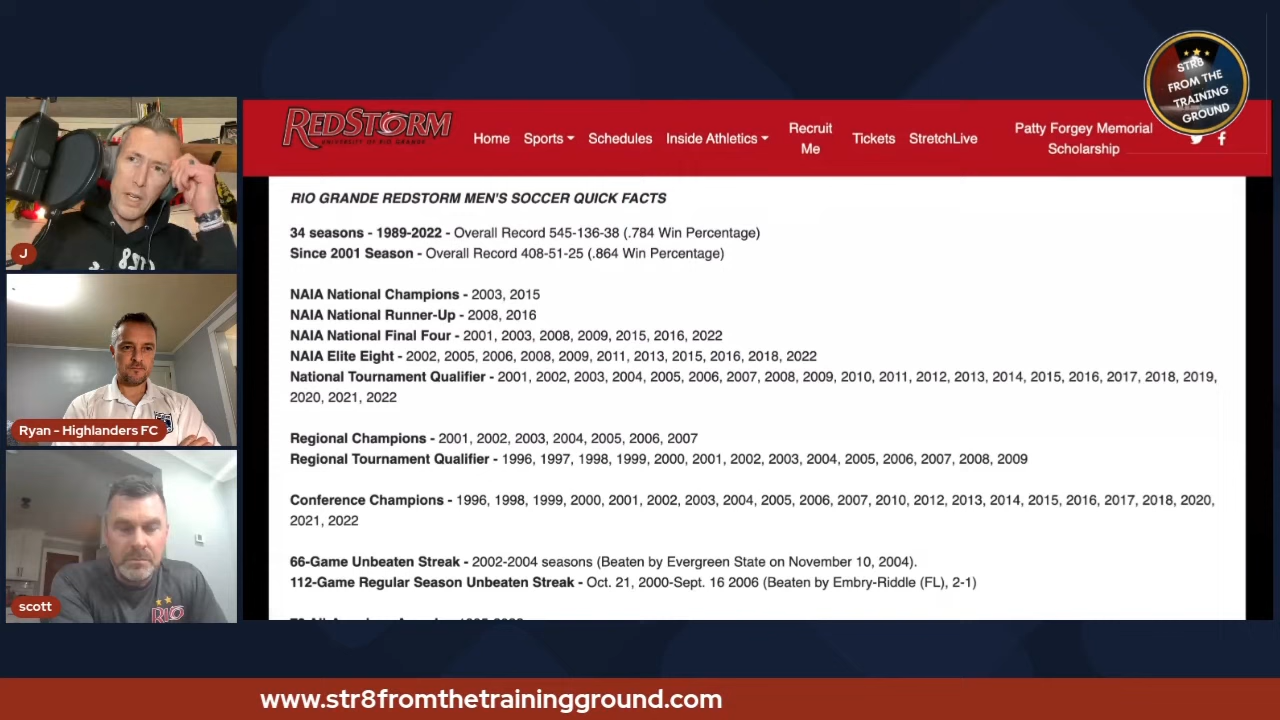 STR8
FROM THE
TRAINING
GROUND
REDSTORM
UNIVERSITY OF RIO GRANDE
Home Sports Schedules Inside Athletics Recruit Me Tickets StretchLive Patty Forgey Memorial Scholarship
RIO GRANDE REDSTORM MEN'S SOCCER QUICK FACTS
34 seasons - 1989-2022 - Overall Record 545-136-38 (.784 Win Percentage)
Since 2001 Season - Overall Record 408-51-25 (.864 Win Percentage)
NAIA National Champions - 2003, 2015
NAIA National Runner-Up - 2008, 2016
NAIA National Final Four - 2001, 2003, 2008, 2009, 2015, 2016, 2022
NAIA Elite Eight - 2002, 2005, 2006, 2008, 2009, 2011, 2013, 2015, 2016, 2018, 2022
National Tournament Qualifier - 2001, 2002, 2003, 2004, 2005, 2006, 2007, 2008, 2009, 2010, 2011, 2012, 2013, 2014, 2015, 2016, 2017, 2018, 2019,
2020, 2021, 2022
Regional Champions - 2001, 2002, 2003, 2004, 2005, 2006, 2007
Regional Tournament Qualifier - 1996, 1997, 1998, 1999, 2000, 2001, 2002, 2003, 2004, 2005, 2006, 2007, 2008, 2009
Conference Champions - 1996, 1998, 1999, 2000, 2001, 2002, 2003, 2004, 2005, 2006, 2007, 2010, 2012, 2013, 2014, 2015, 2016, 2017, 2018, 2020,
2021, 2022
66-Game Unbeaten Streak - 2002-2004 seasons (Beaten by Evergreen State on November 10, 2004).
112-Game Regular Season Unbeaten Streak - Oct. 21, 2000-Sept. 16 2006 (Beaten by Embry-Riddle (FL), 2-1)
J
Ryan - Highlanders FC
RIO
scott
www.str8fromthetrainingground.com